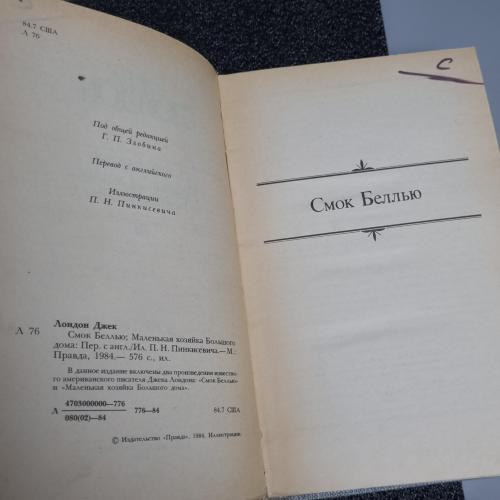 84.7 США
Л 76
Под общей редакцией
Г. П. Злобина
Перевод с английского
Иллюстрации
П. Н. Пинкисевича
Лондон Джек
Л 76 Смок Беллью; Маленькая хозяйка Большого
дома: Пер. с англ./Ил. П. Н. Пинкисевича.— М.:
Правда, 1984.— 576 с., ил.
В данное издание включены два произведения известно-
го американского писателя Джека Лондона: «Смок Беллью»
и «Маленькая хозяйка Большого дома».
Л 4703000000—776
080(02)—84
776—84
84.7 США
© Издательство «Правда», 1984. Иллюстрации.
С
Смок Беллью